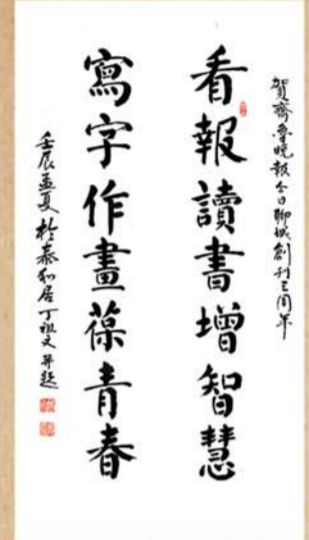 賀齊魯晚報今日聊城創刊三周年
看報讀書增智慧
寫字作畫葆青春
壬辰孟夏於泰和居丁祖文并題